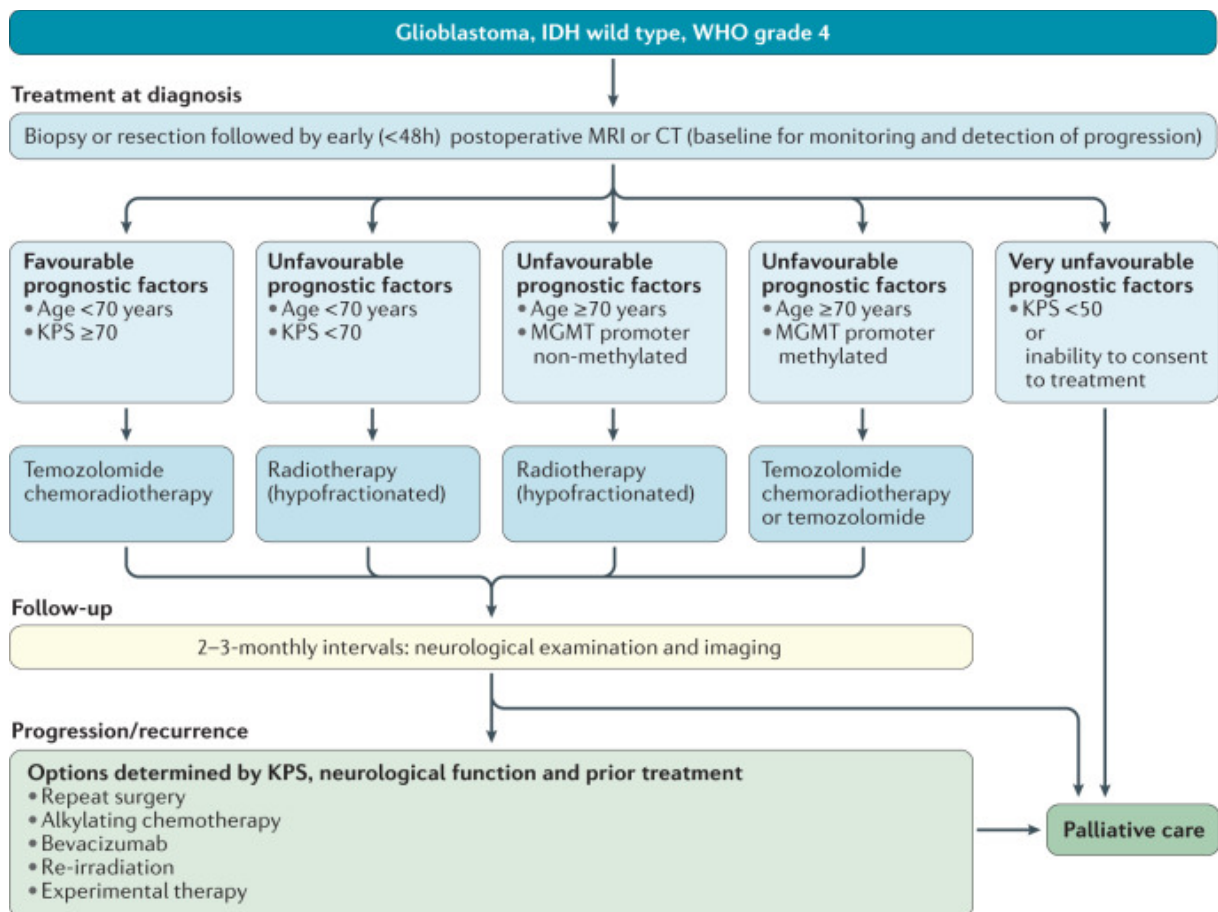 Glioblastoma, IDH wild type, WHO grade 4
Treatment at diagnosis
Biopsy or resection followed by early (<48h) postoperative MRI or CT (baseline for monitoring and detection of progression)
Favourable
prognostic factors
• Age <70 years
• KPS ≥70
Unfavourable
prognostic factors
• Age <70 years
• KPS <70
Unfavourable
prognostic factors
• Age ≥70 years
• MGMT promoter
non-methylated
Unfavourable
prognostic factors
• Age ≥70 years
• MGMT promoter
methylated
Very unfavourable
prognostic factors
• KPS <50
or
inability to consent
to treatment
Temozolomide
chemoradiotherapy
Radiotherapy
(hypofractionated)
Radiotherapy
(hypofractionated)
Temozolomide
chemoradiotherapy
or temozolomide
Follow-up
2–3-monthly intervals: neurological examination and imaging
Progression/recurrence
Options determined by KPS, neurological function and prior treatment
• Repeat surgery
• Alkylating chemotherapy
• Bevacizumab
• Re-irradiation
• Experimental therapy
Palliative care